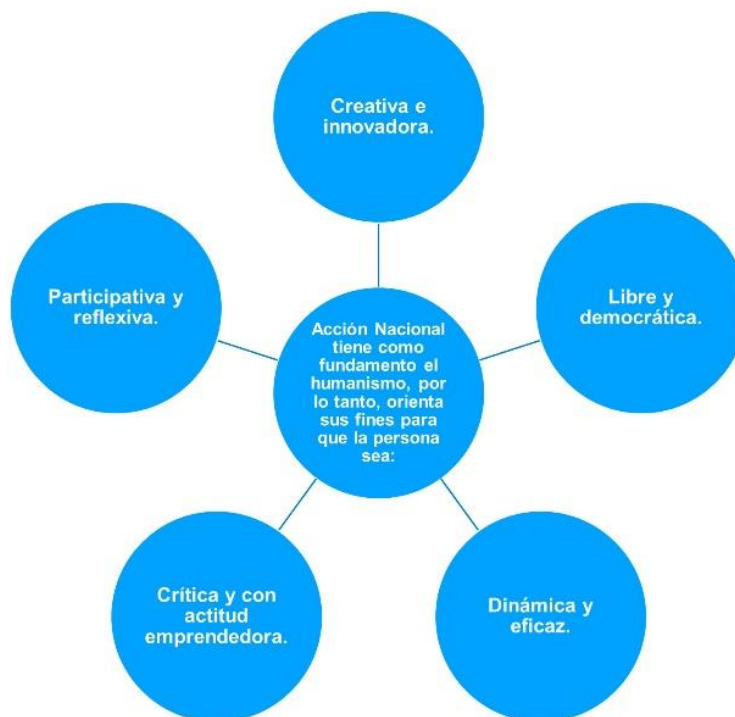 Creativa e
innovadora.
Participativa y
reflexiva.
Libre y
democrática.
Acción Nacional
tiene como
fundamento el
humanismo, por
lo tanto, orienta
sus fines para
que la persona
sea:
Crítica y con
actitud
emprendedora.
Dinámica y
eficaz.